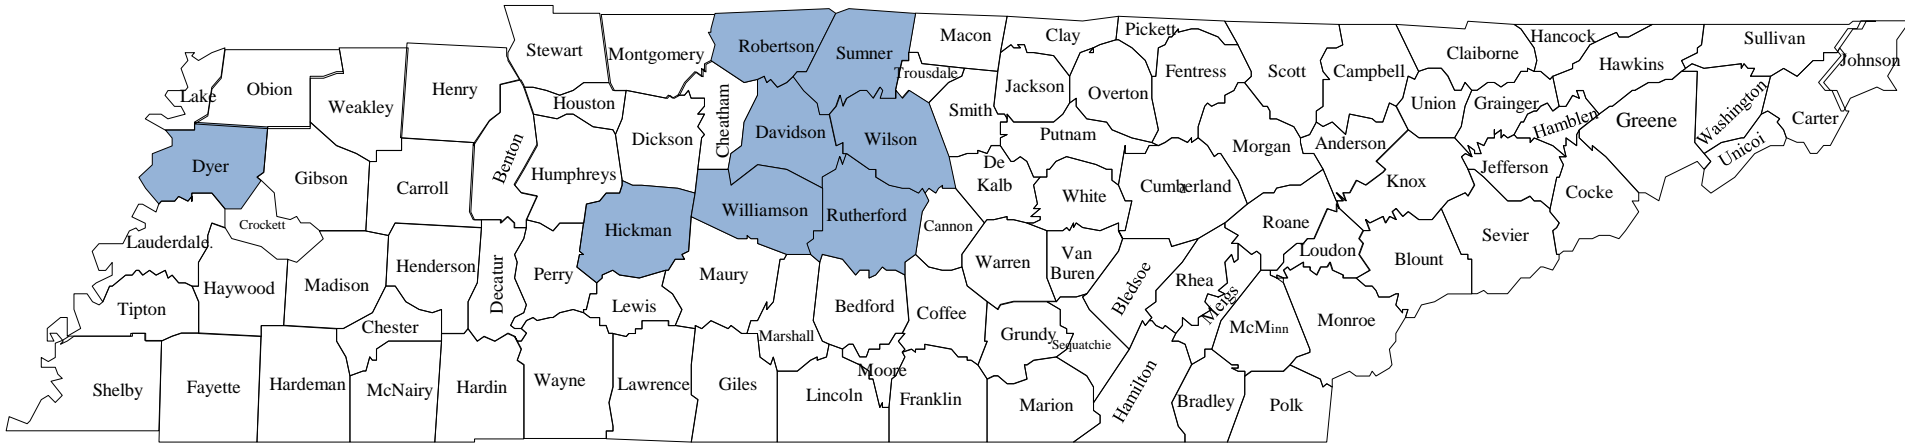 Lake
Obion
Weakley
Henry
Stewart
Montgomery
Robertson
Sumner
Macon
Trousdale
Clay
Pickett
Fentress
Scott
Campbell
Claiborne
Hancock
Hawkins
Sullivan
Johnson
Dyer
Gibson
Carroll
Benton
Houston
Humphreys
Dickson
Cheatham
Davidson
Wilson
Smith
Jackson
Overton
Putnam
De
Kalb
White
Cumberland
Morgan
Anderson
Union
Grainger
Hamblen
Greene
Washington
Unicoi
Carter
Jefferson
Cocke
Knox
Sevier
Blount
Loudon
Roane
Crockett
Lauderdale.
Haywood
Madison
Henderson
Decatur
Perry
Hickman
Williamson
Rutherford
Cannon
Warren
Van
Buren
Bledsoe
Rhea
Meigs
McMinn
Monroe
Tipton
Chester
Lewis
Maury
Marshall
Bedford
Coffee
Grundy
Sequatchie
Shelby
Fayette
Hardeman
McNairy
Hardin
Wayne
Lawrence
Giles
Lincoln
Moore
Franklin
Marion
Hamilton
Bradley
Polk